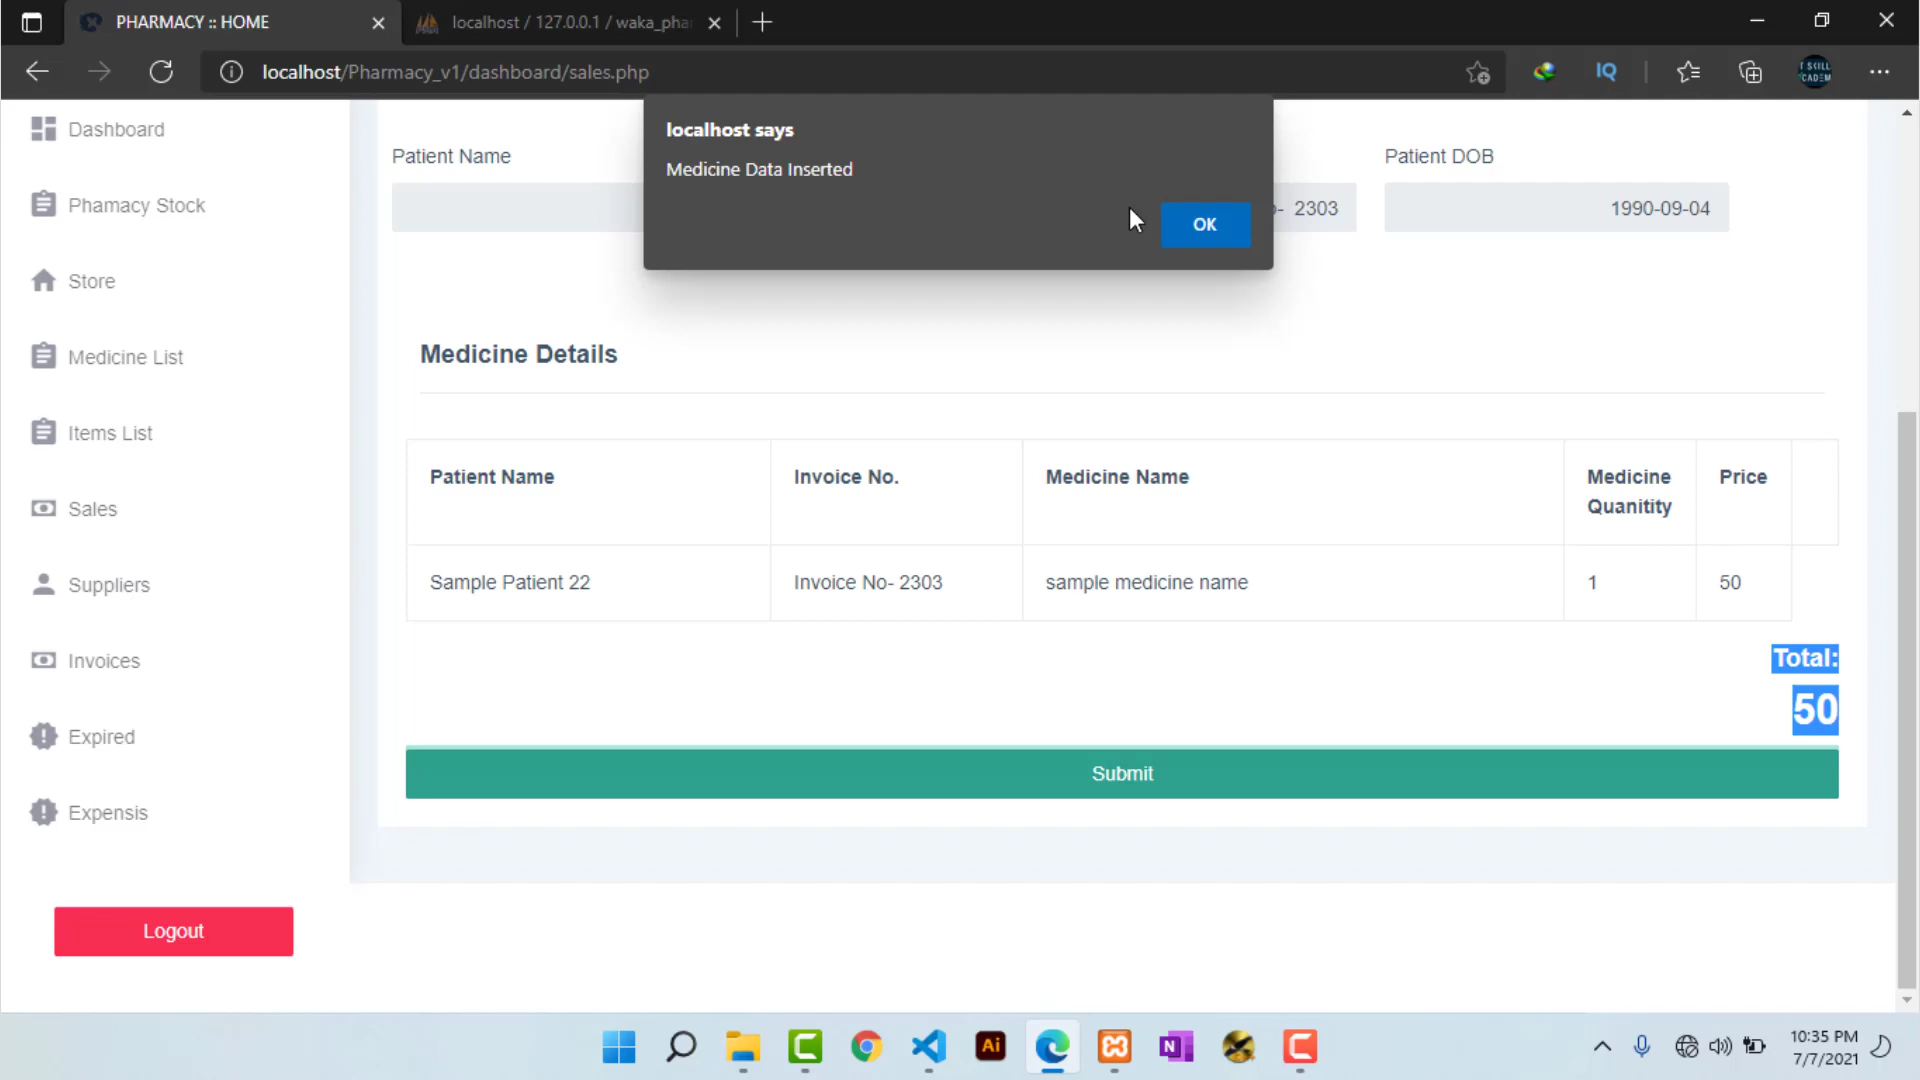 PHARMACY :: HOME
localhost / 127.0.0.1 / waka_phar
localhost/Pharmacy_v1/dashboard/sales.php
IQ
T SKILL
CADEM
localhost says
Medicine Data Inserted
OK
Dashboard
Phamacy Stock
Store
Medicine List
Items List
Sales
Suppliers
Invoices
Expired
Expensis
Logout
Patient Name
Patient DOB
- 2303
1990-09-04
Medicine Details
Patient Name
Invoice No.
Medicine Name
Medicine
Quanitity
Price
Sample Patient 22
Invoice No- 2303
sample medicine name
1
50
Total:
50
Submit
Ai
N
10:35 PM
7/7/2021